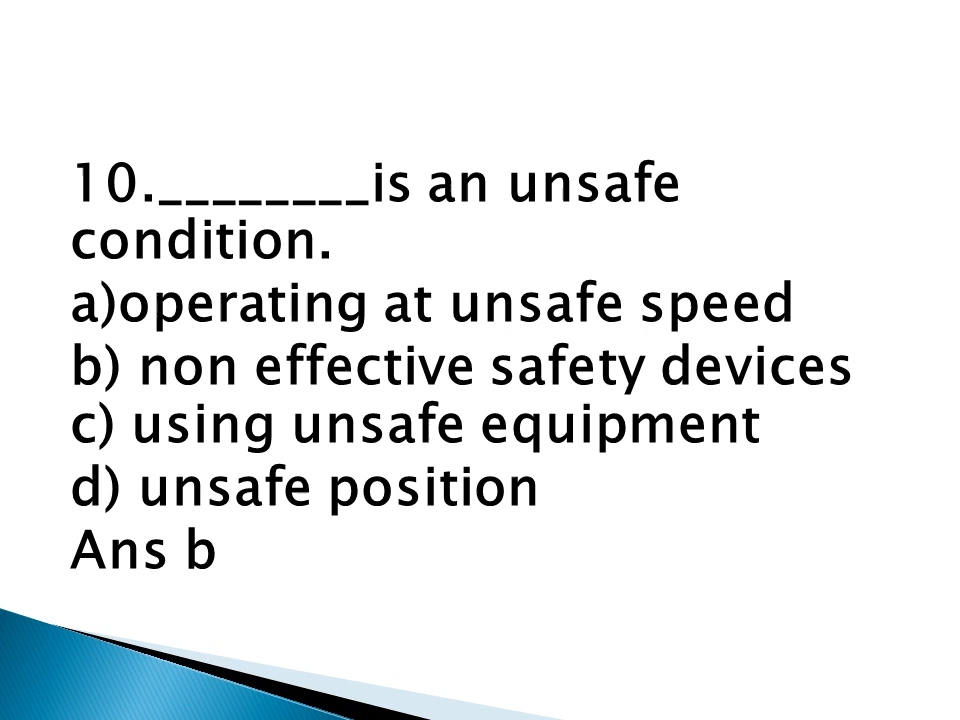 10.________is an unsafe
condition.
a)operating at unsafe speed
b) non effective safety devices
c) using unsafe equipment
d) unsafe position
Ans b